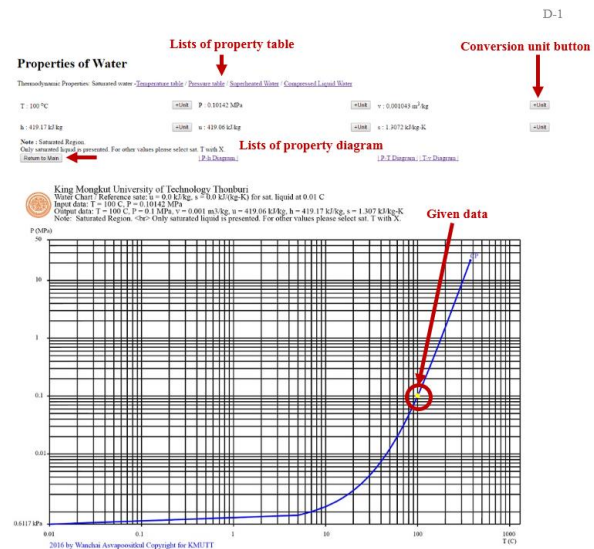 D-1
Lists of property table
Conversion unit button
Properties of Water
Thermodynamic Properties: Saturated water -Temperature table / Pressure table / Superheated Water / Compressed Liquid Water
T : 100 °C +Unit P : 0.10142 MPa +Unit v : 0.001043 m³/kg +Unit
h : 419.17 kJ/kg +Unit u : 419.06 kJ/kg +Unit s : 1.3072 kJ/kg-K +Unit
Note : Saturated Region.
Only saturated liquid is presented. For other values please select sat. T with X.
Lists of property diagram
Return to Main | P-h Diagram | | P-T Diagram | | T-v Diagram |
King Mongkut University of Technology Thonburi
Water Chart / Reference state: u = 0.0 kJ/kg, s = 0.0 kJ/(kg-K) for sat. liquid at 0.01 C
Input data: T = 100 C, P = 0.10142 MPa
Output data: T = 100 C, P = 0.1 MPa, v = 0.001 m3/kg, u = 419.06 kJ/kg, h = 419.17 kJ/kg, s = 1.307 kJ/kg-K
Note: Saturated Region. <br> Only saturated liquid is presented. For other values please select sat. T with X.
Given data
P (MPa)
50
10
1
0.1
0.01
0.6117 kPa
0.01 0.1 1 10 100 1000
T (C)
2016 by Wanchai Asvapoositkul Copyright for KMUTT